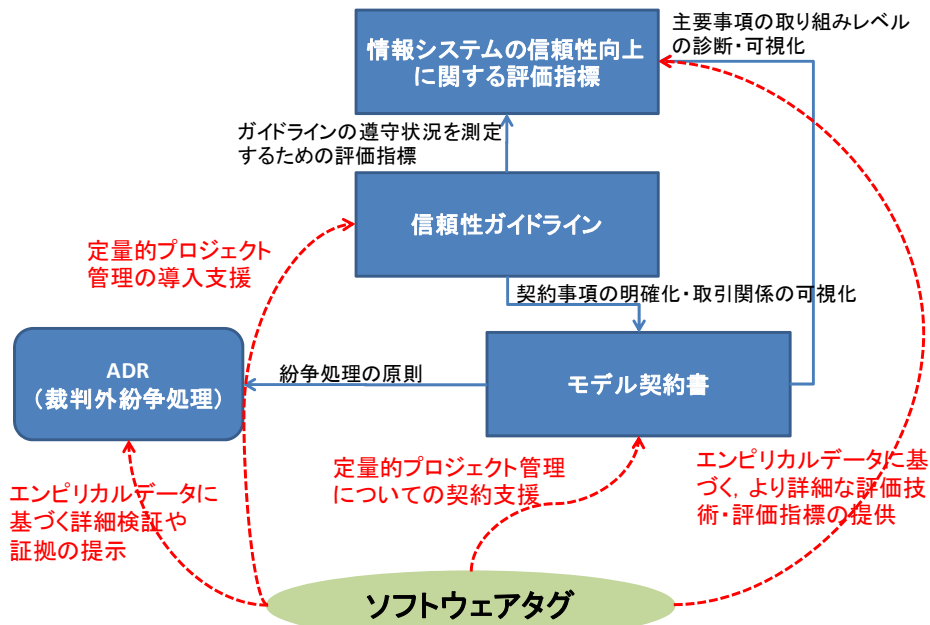 主要事項の取り組みレベル
の診断・可視化
情報システムの信頼性向上
に関する評価指標
ガイドラインの遵守状況を測定
するための評価指標
信頼性ガイドライン
定量的プロジェクト
管理の導入支援
契約事項の明確化・取引関係の可視化
ADR
（裁判外紛争処理）
紛争処理の原則
モデル契約書
エンピリカルデータに
基づく詳細検証や
証拠の提示
定量的プロジェクト管理
についての契約支援
エンピリカルデータに基
づく，より詳細な評価技
術・評価指標の提供
ソフトウェアタグ